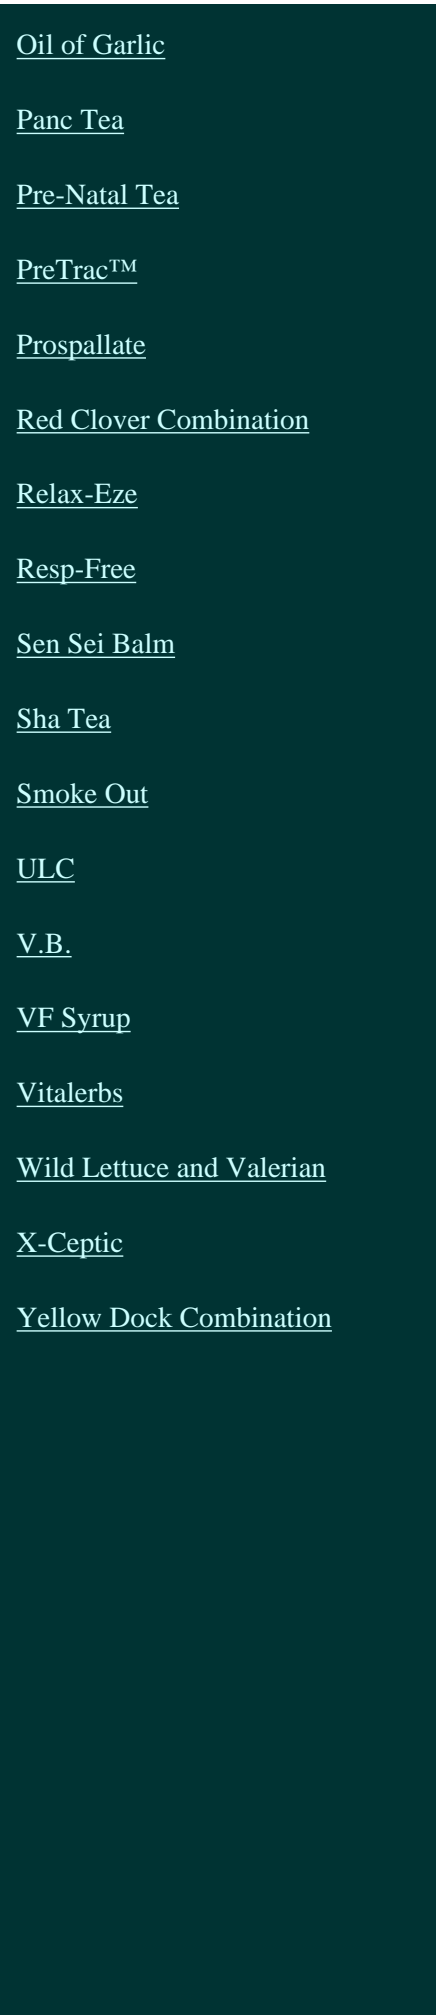 Oil of Garlic
Panc Tea
Pre-Natal Tea
PreTrac™
Prospallate
Red Clover Combination
Relax-Eze
Resp-Free
Sen Sei Balm
Sha Tea
Smoke Out
ULC
V.B.
VF Syrup
Vitalerbs
Wild Lettuce and Valerian
X-Ceptic
Yellow Dock Combination